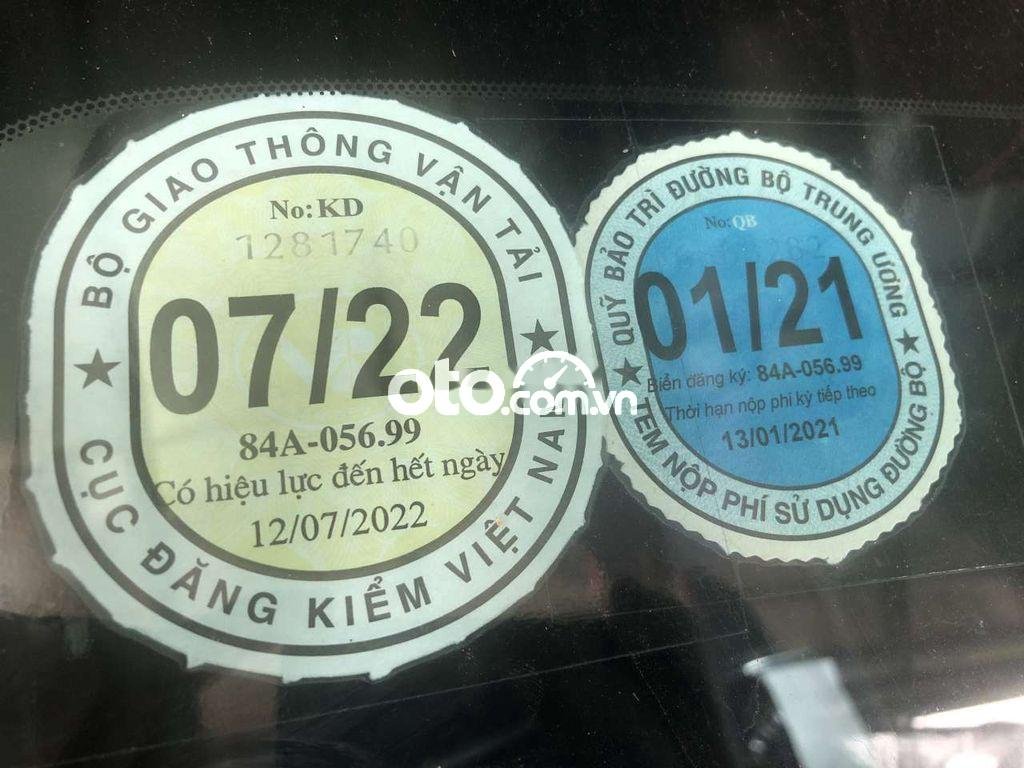 BỘ GIAO THÔNG VẬN TẢI
No: KD
1281740
07/22
84A-056.99
Có hiệu lực đến hết ngày
12/07/2022
★ CỤC ĐĂNG KIỂM VIỆT NAM ★
QUỸ BẢO TRÌ ĐƯỜNG BỘ TRUNG ƯƠNG
No: QB
01/21
Biển đăng ký: 84A-056.99
Thời hạn nộp phí kỳ tiếp theo
13/01/2021
★ TEM NỘP PHÍ SỬ DỤNG ĐƯỜNG BỘ ★
oto.com.vn